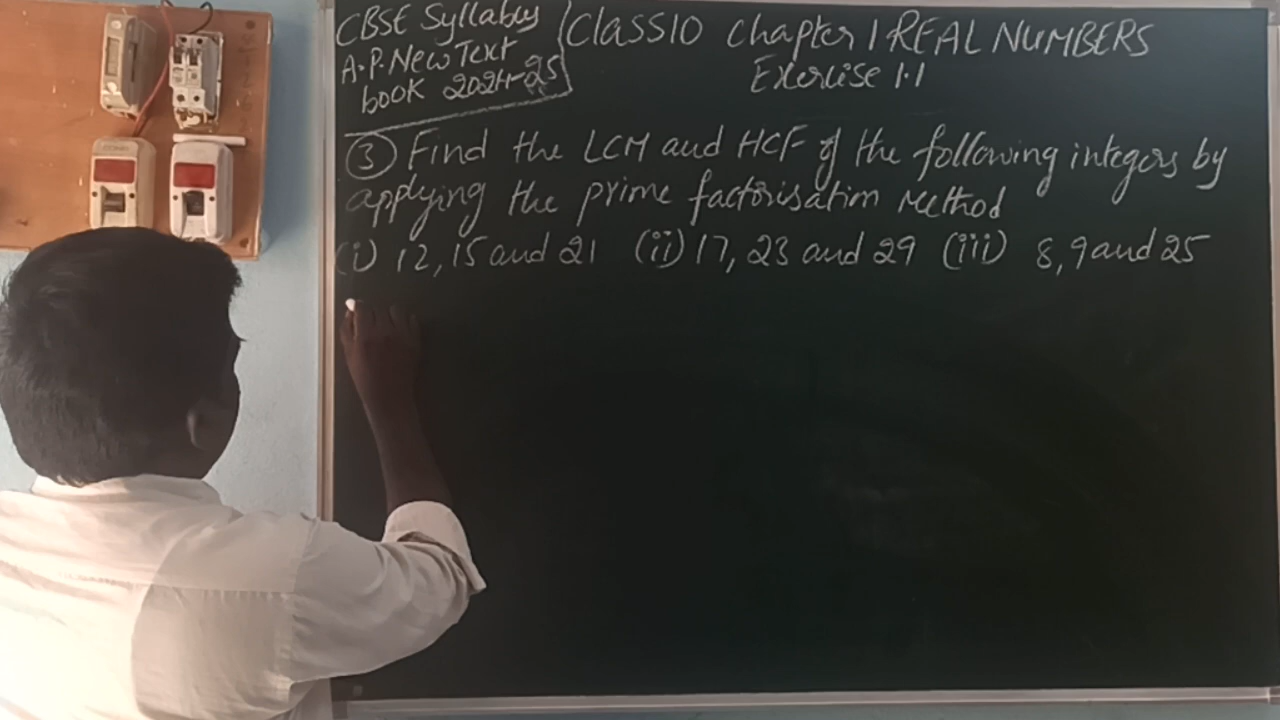 CBSE Syllabus
A.P. New Text
book 2024-25
Class10 Chapter 1 REAL NUMBERS
Exercise 1.1
③ Find the LCM and HCF of the following integers by
applying the prime factorisation Method
(i) 12, 15 and 21 (ii) 17, 23 and 29 (iii) 8, 9 and 25